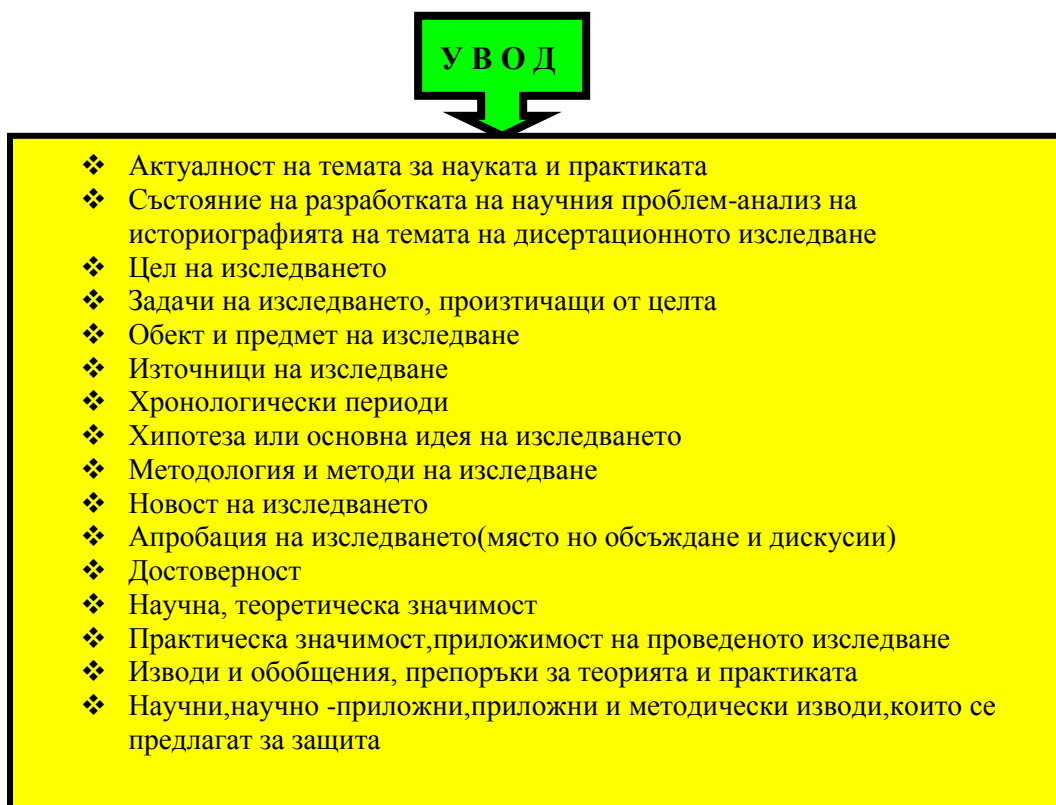 У В О Д
❖ Актуалност на темата за науката и практиката
❖ Състояние на разработката на научния проблем-анализ на
историографията на темата на дисертационното изследване
❖ Цел на изследването
❖ Задачи на изследването, произтичащи от целта
❖ Обект и предмет на изследване
❖ Източници на изследване
❖ Хронологически периоди
❖ Хипотеза или основна идея на изследването
❖ Методология и методи на изследване
❖ Новост на изследването
❖ Апробация на изследването(място но обсъждане и дискусии)
❖ Достоверност
❖ Научна, теоретическа значимост
❖ Практическа значимост,приложимост на проведеното изследване
❖ Изводи и обобщения, препоръки за теорията и практиката
❖ Научни,научно -приложни,приложни и методически изводи,които се
предлагат за защита